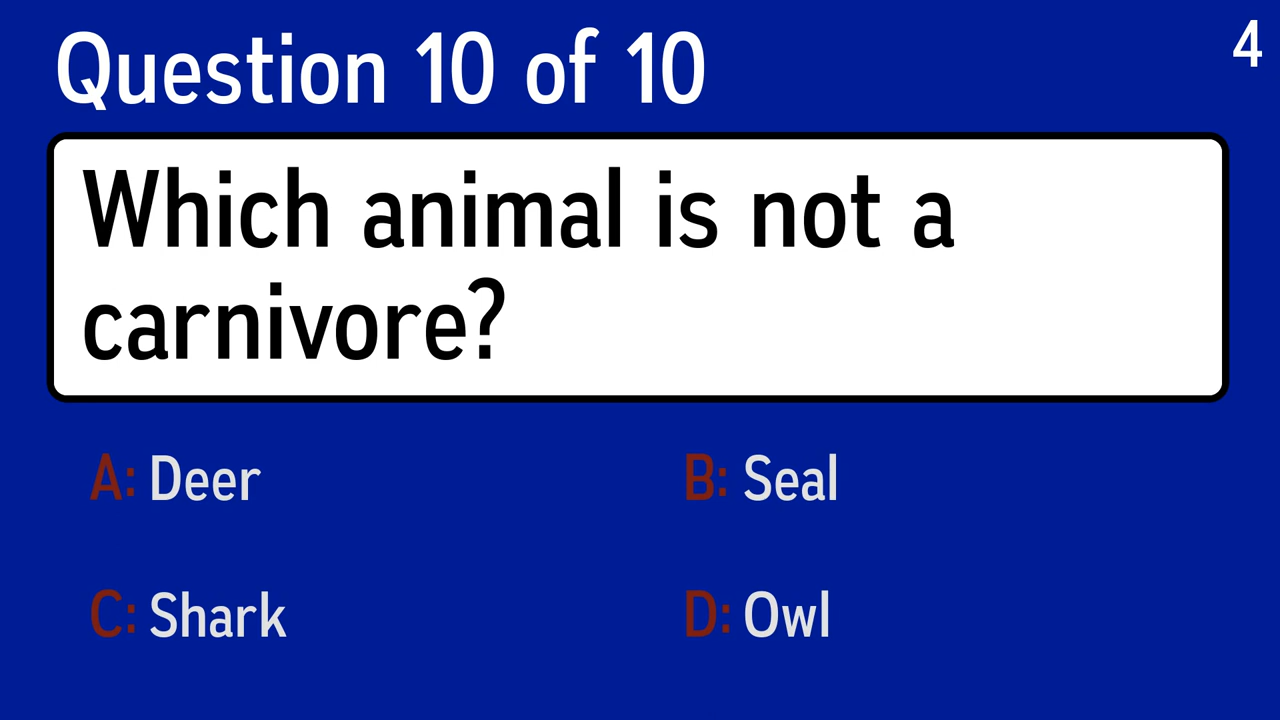 Question 10 of 10
4
Which animal is not a
carnivore?
A: Deer
B: Seal
C: Shark
D: Owl